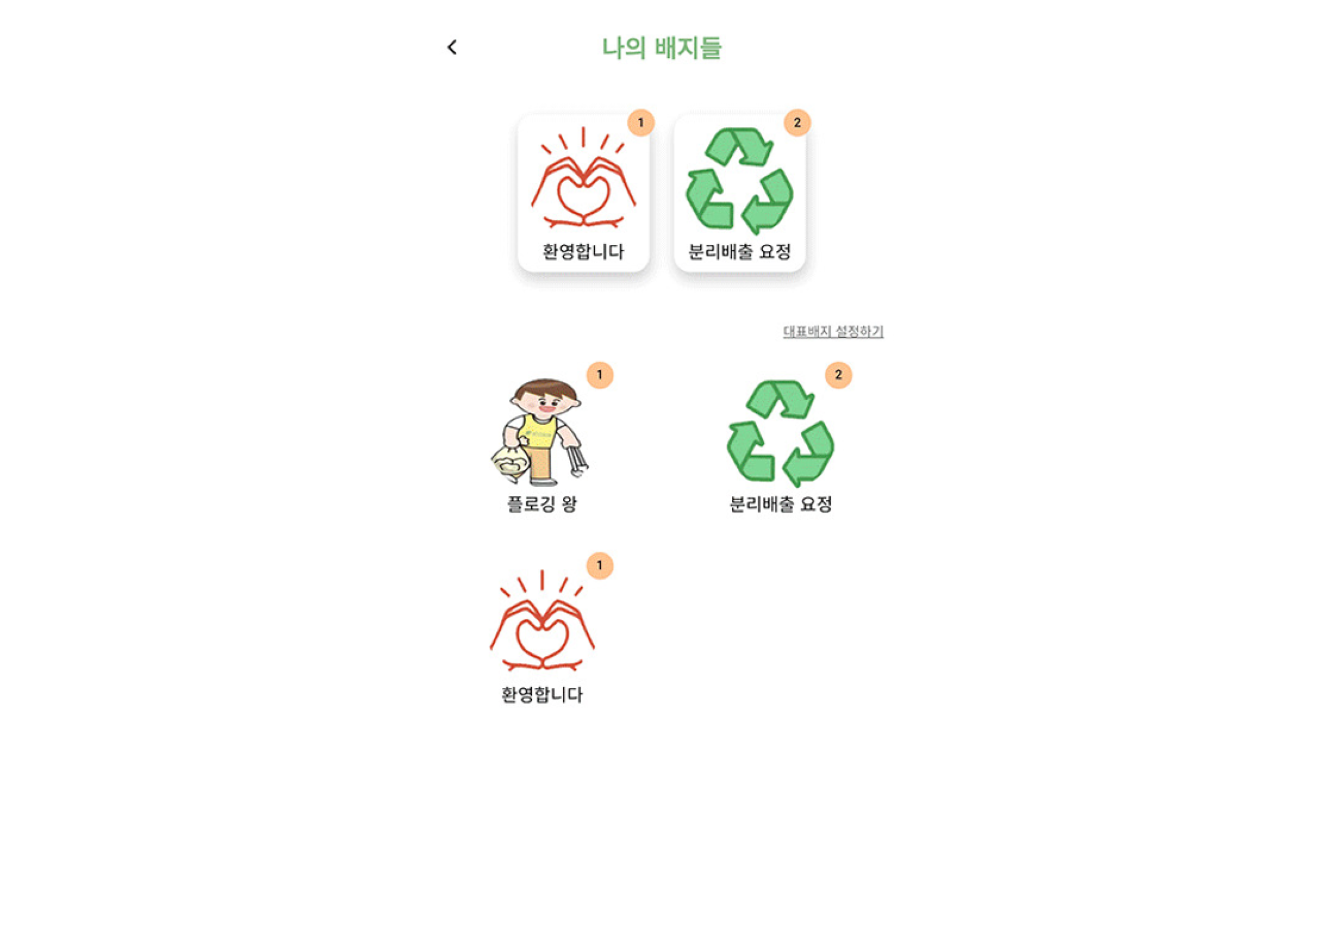 나의 배지들
1
2
환영합니다
분리배출 요정
대표배지 설정하기
1
2
플로깅 왕
분리배출 요정
1
환영합니다